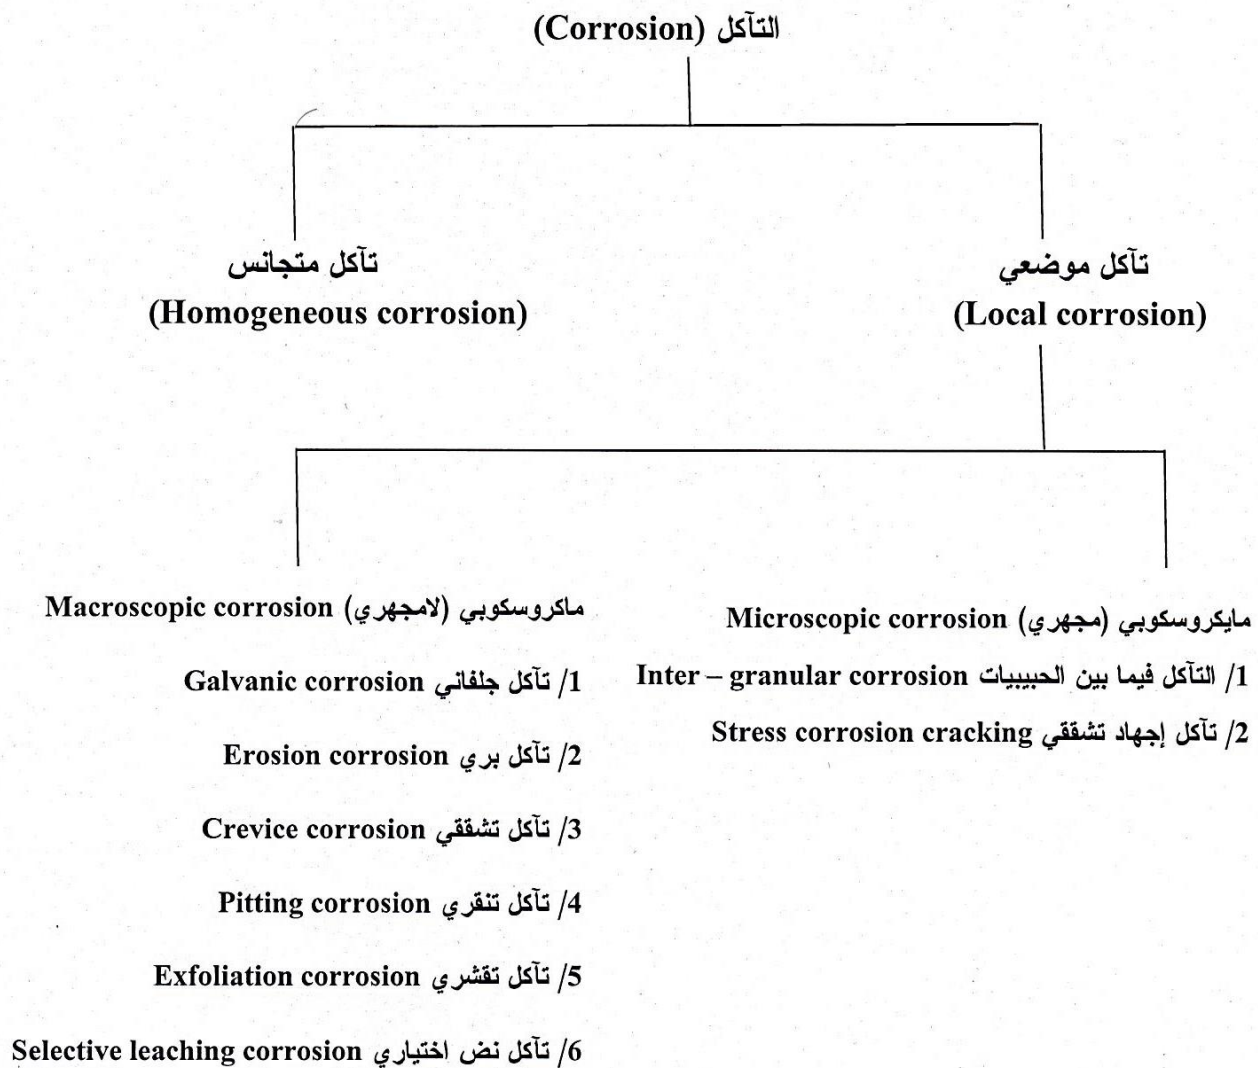 التآكل (Corrosion)
تآكل متجانس
(Homogeneous corrosion)
تآكل موضعي
(Local corrosion)
ماكروسكوبي (لامجهري) Macroscopic corrosion
1/ تآكل جلفاني Galvanic corrosion
2/ تآكل بري Erosion corrosion
3/ تآكل تشققي Crevice corrosion
4/ تآكل تنقري Pitting corrosion
5/ تآكل تقشري Exfoliation corrosion
6/ تآكل نض اختياري Selective leaching corrosion
مايكروسكوبي (مجهري) Microscopic corrosion
1/ التآكل فيما بين الحبيبيات Inter – granular corrosion
2/ تآكل إجهاد تشققي Stress corrosion cracking